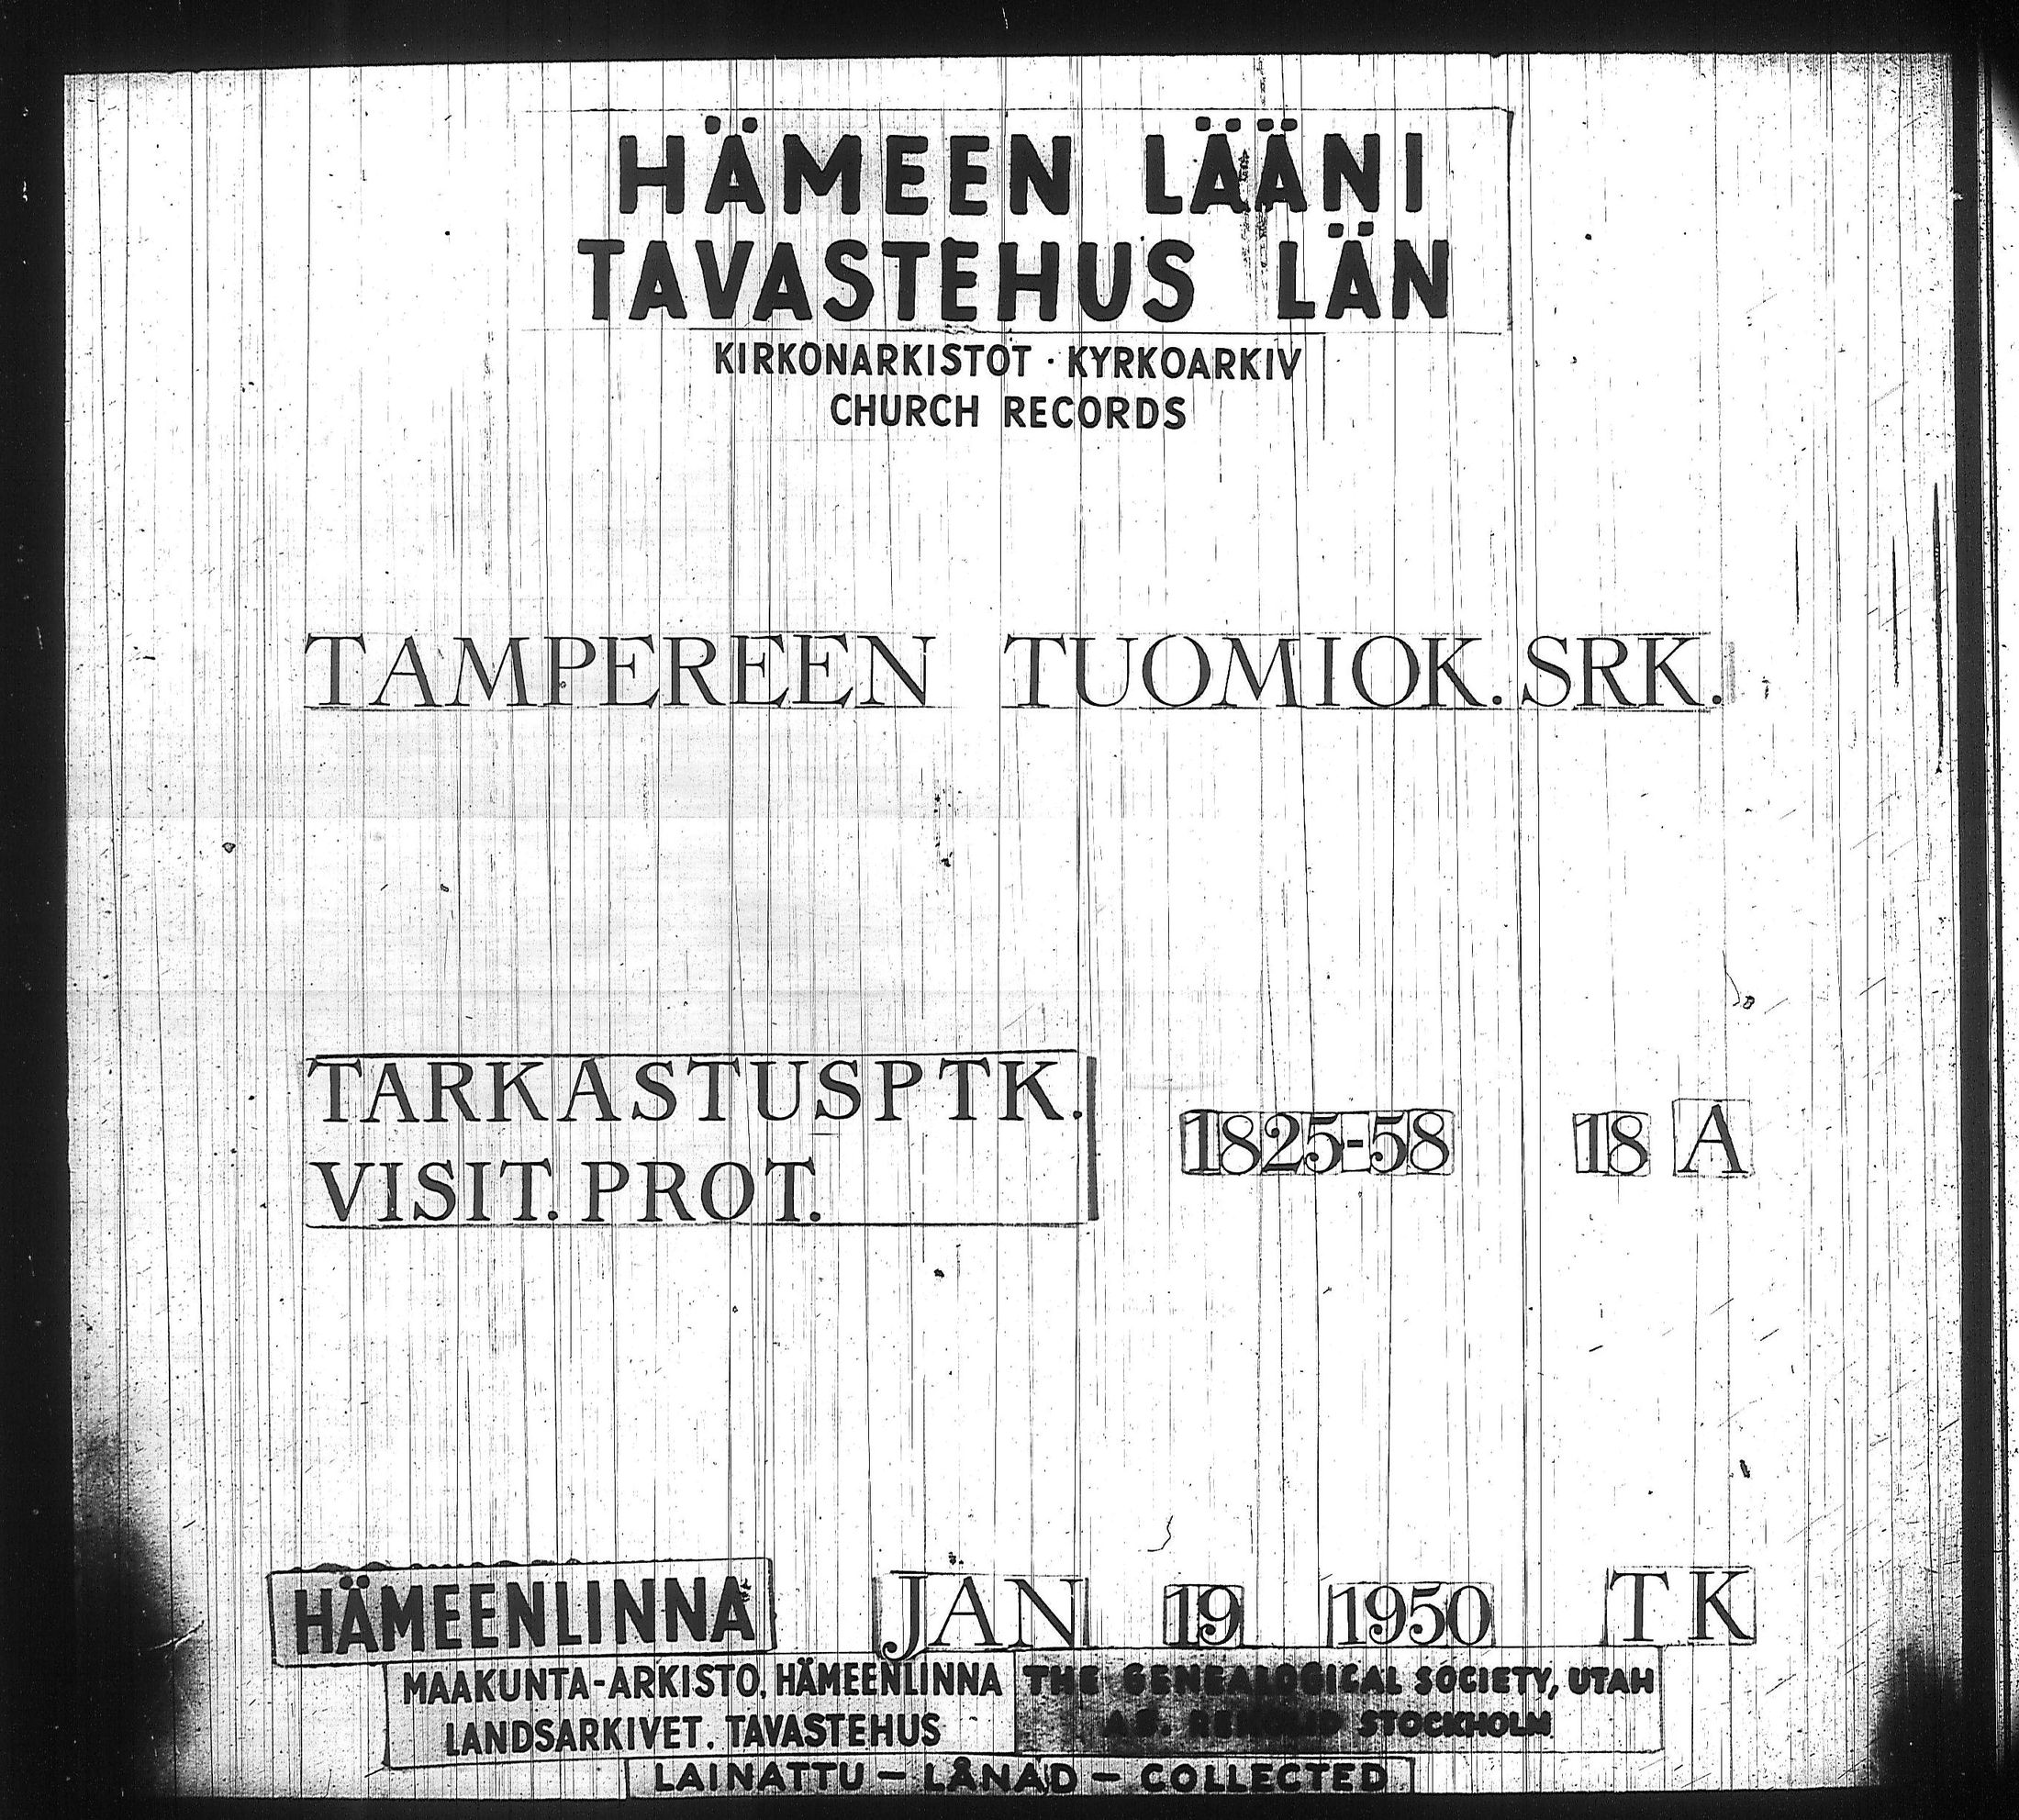 HÄMEEN LÄÄNI
TAVASTEHUS LÄN
KIRKONARKISTOT · KYRKOARKIV
CHURCH RECORDS
TAMPEREEN TUOMIOK. SRK.
TARKASTUSPTK.
VISIT. PROT.
1825-58 18 A
HÄMEENLINNA JAN 19 1950 TK
MAAKUNTA-ARKISTO, HÄMEENLINNA
LANDSARKIVET. TAVASTEHUS
THE GENEALOGICAL SOCIETY, UTAH
STOCKHOLM
LAINATTU - LÅNAD - COLLECTED